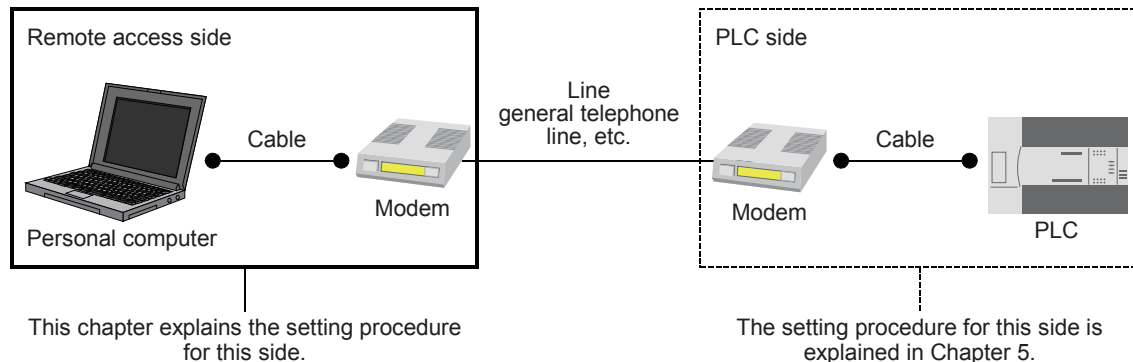 Remote access side
Cable
Modem
Personal computer
Line
general telephone
line, etc.
PLC side
Modem
Cable
PLC
This chapter explains the setting procedure
for this side.
The setting procedure for this side is
explained in Chapter 5.